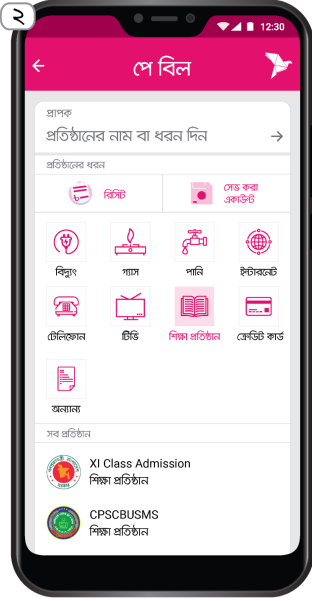 ২
12:30
পে বিল
প্রাপক
প্রতিষ্ঠানের নাম বা ধরন দিন
প্রতিষ্ঠানের ধরন
রিসিট
সেভ করা
একাউন্ট
বিদ্যুৎ গ্যাস পানি ইন্টারনেট
টেলিফোন টিভি শিক্ষা প্রতিষ্ঠান ক্রেডিট কার্ড
অন্যান্য
সব প্রতিষ্ঠান
XI Class Admission
শিক্ষা প্রতিষ্ঠান
CPSCBUSMS
শিক্ষা প্রতিষ্ঠান